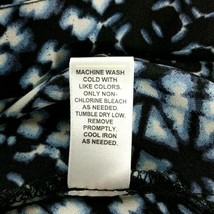 MACHINE WASH
COLD WITH
LIKE COLORS.
ONLY NON-
CHLORINE BLEACH
AS NEEDED.
TUMBLE DRY LOW.
REMOVE
PROMPTLY.
COOL IRON
AS NEEDED.